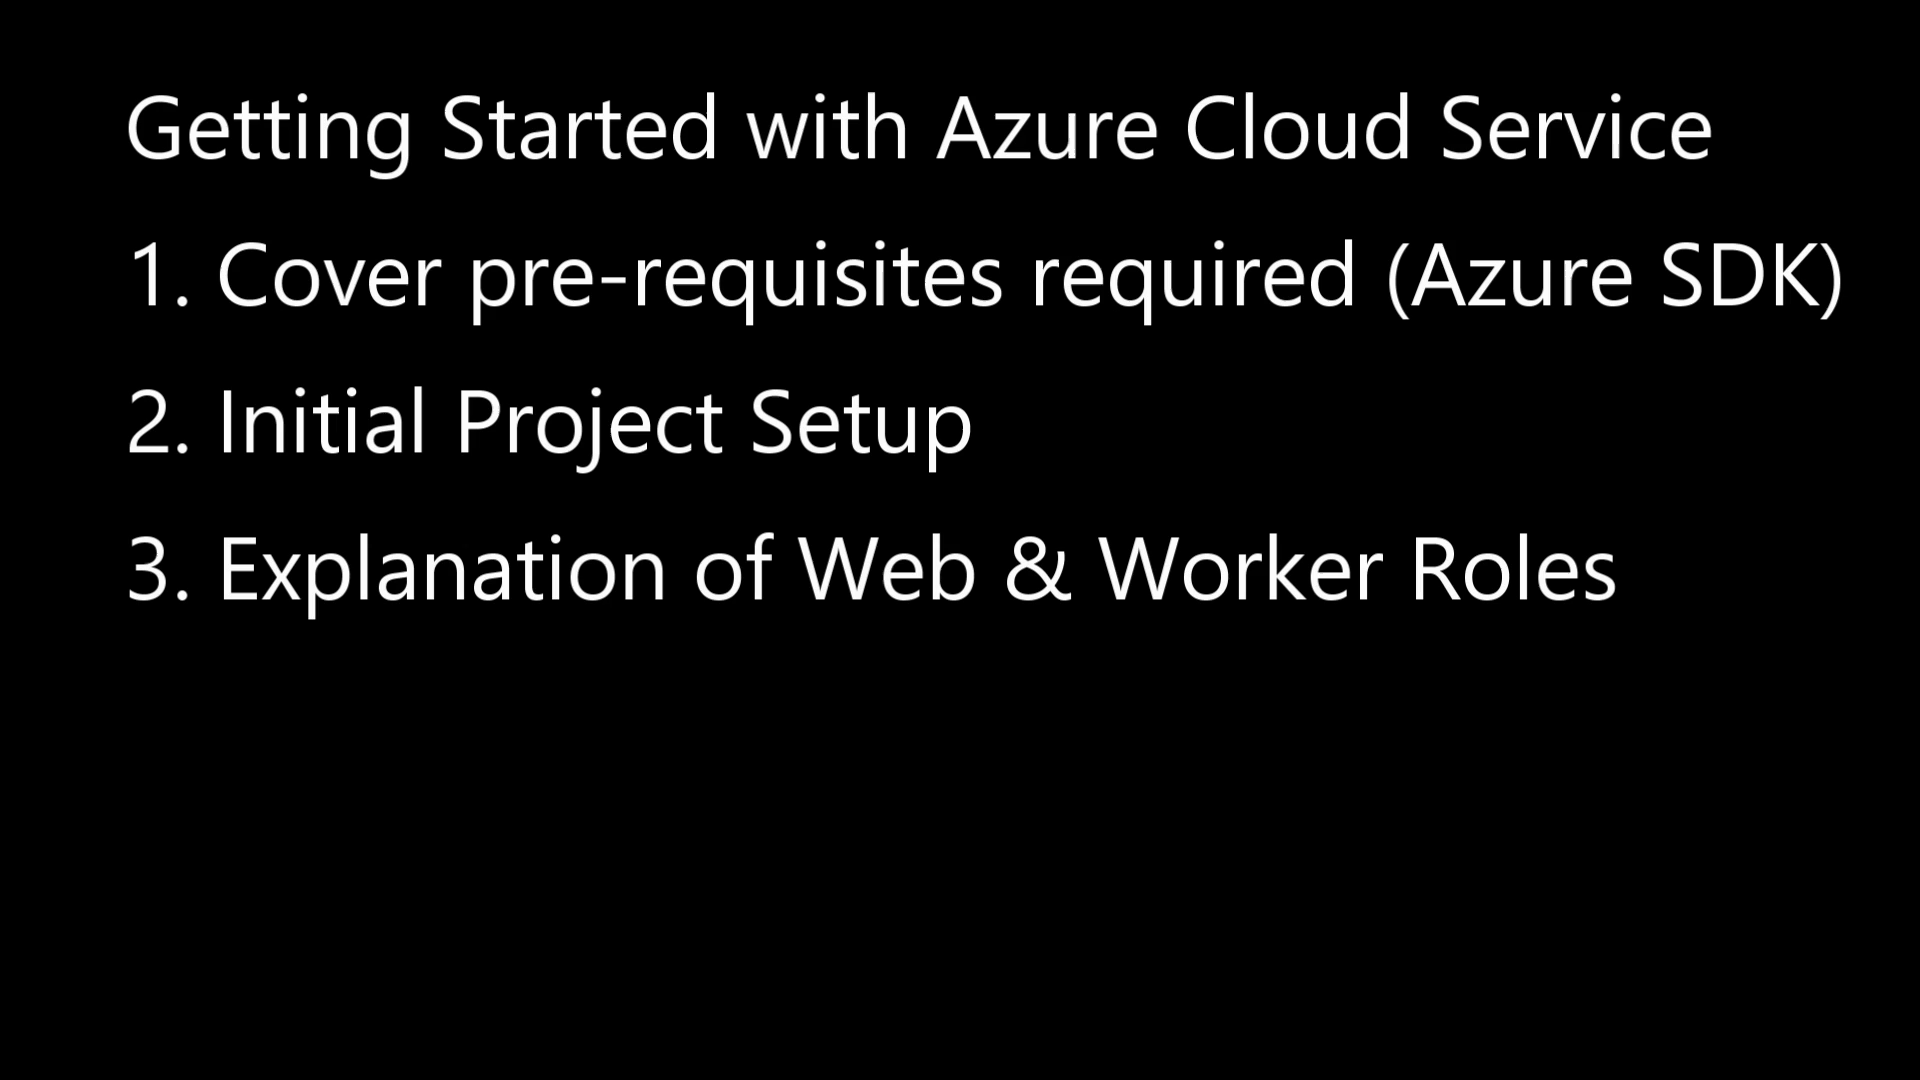 Getting Started with Azure Cloud Service
1. Cover pre-requisites required (Azure SDK)
2. Initial Project Setup
3. Explanation of Web & Worker Roles